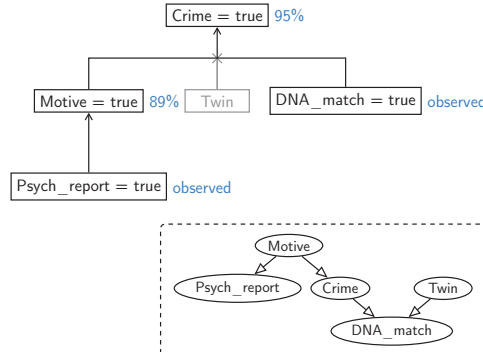 Crime = true 95%
Motive = true 89% Twin DNA_match = true observed
Psych_report = true observed
Motive
Psych_report Crime Twin
DNA_match